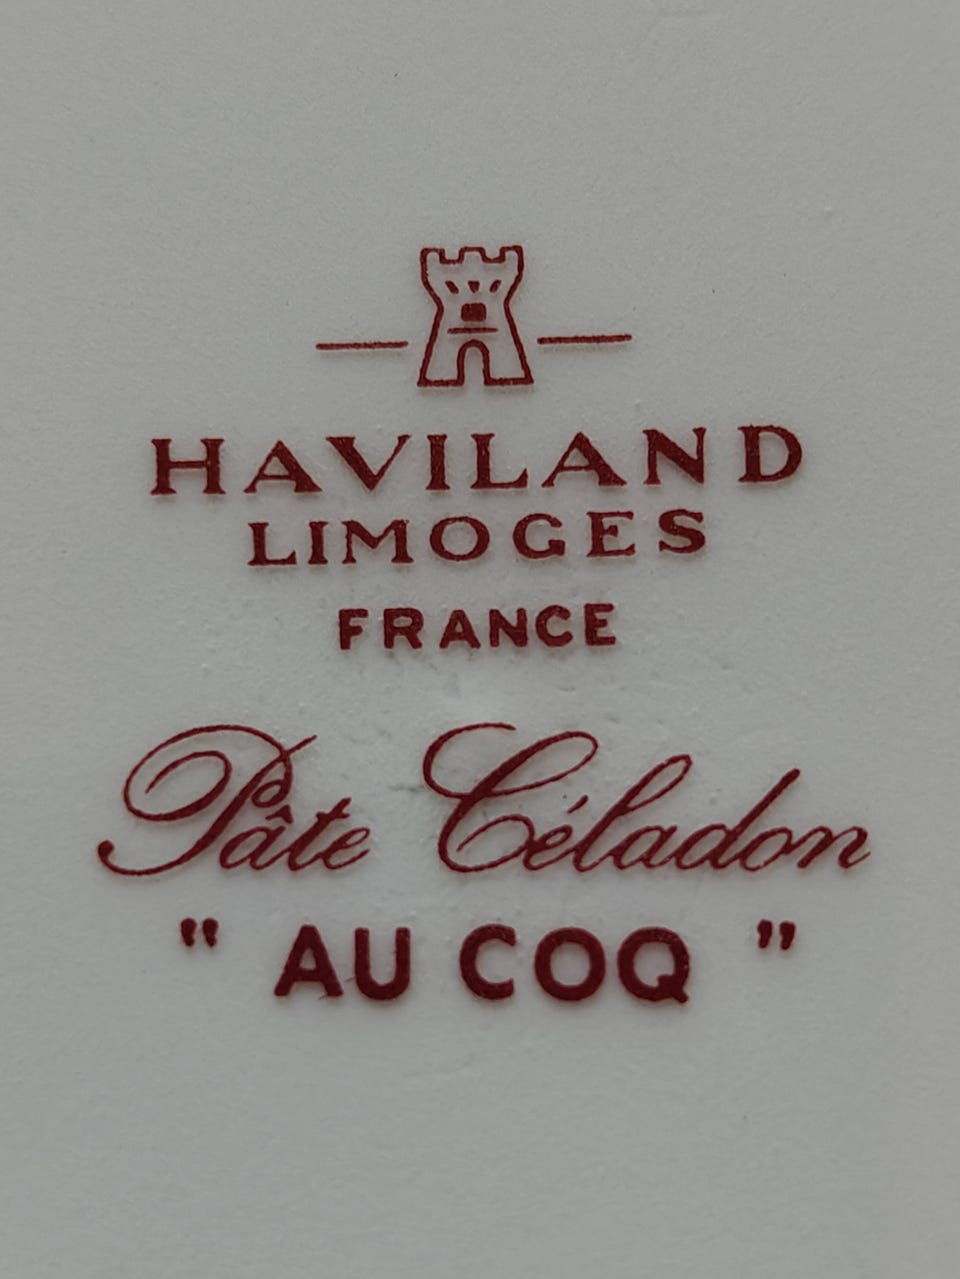 HAVILAND
LIMOGES
FRANCE
Pâte Céladon
" AU COQ "